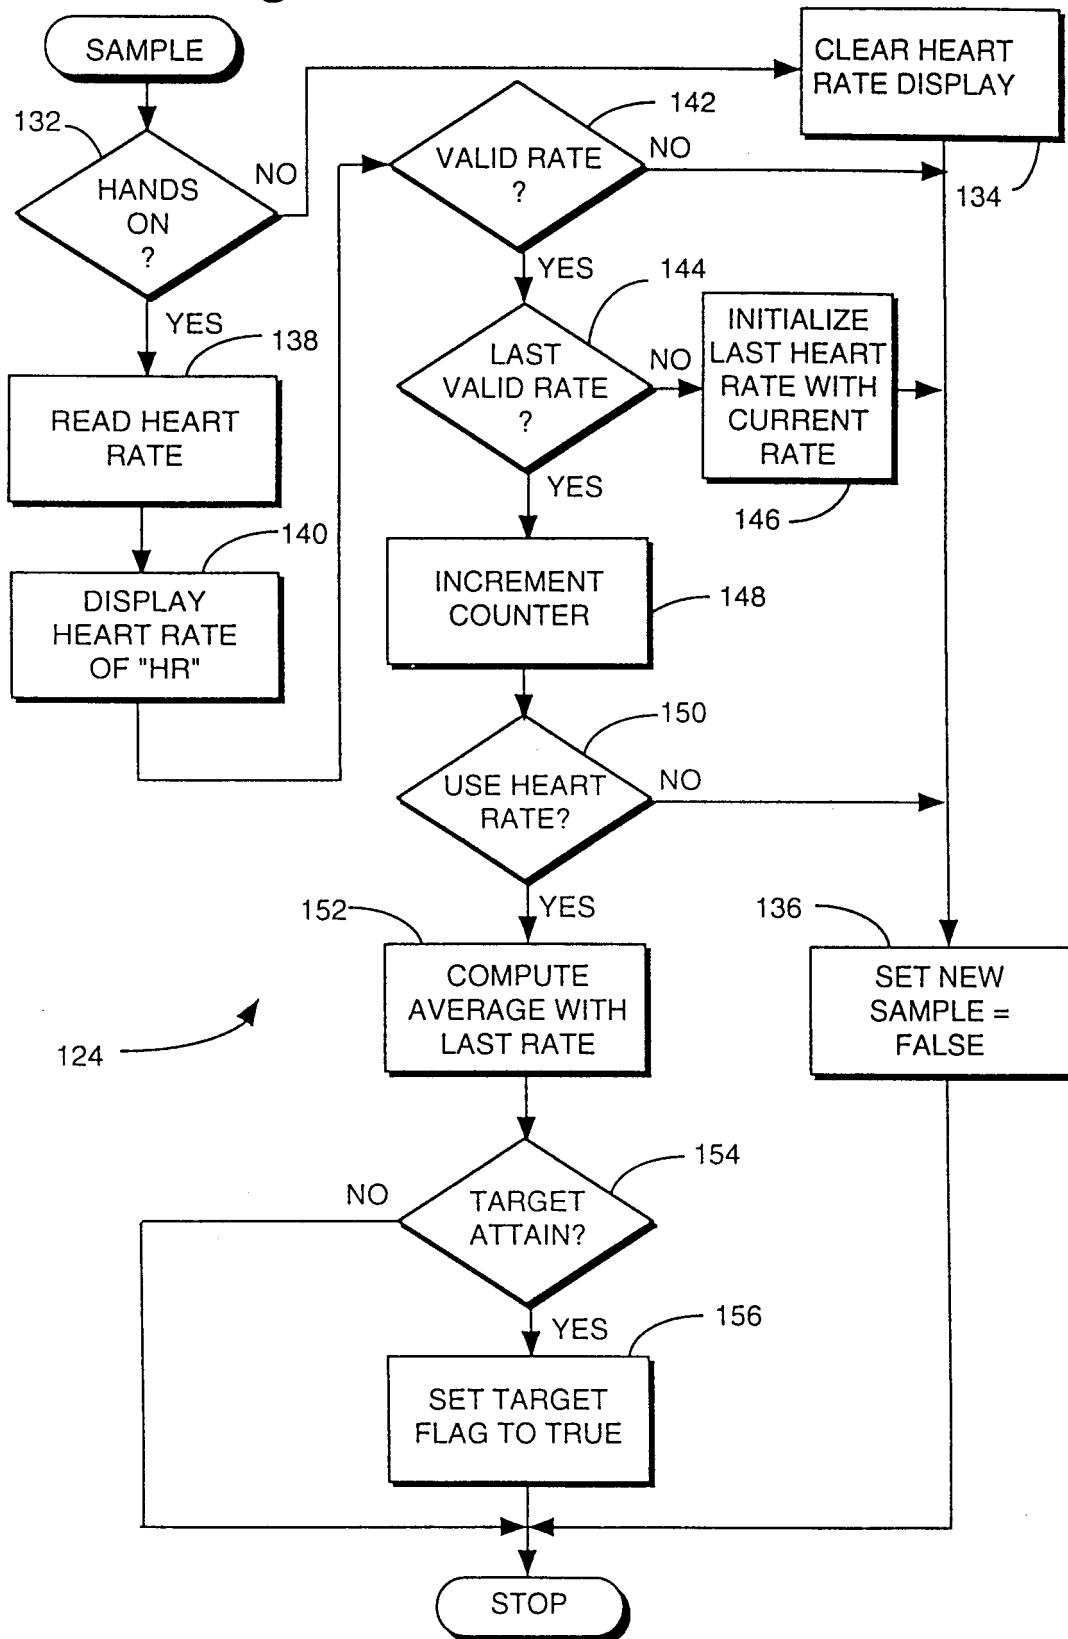 SAMPLE
132
HANDS
ON
?
NO
YES
138
READ HEART
RATE
140
DISPLAY
HEART RATE
OF "HR"
CLEAR HEART
RATE DISPLAY
134
142
VALID RATE
?
NO
YES
144
LAST
VALID RATE
?
NO
INITIALIZE
LAST HEART
RATE WITH
CURRENT
RATE
146
YES
INCREMENT
COUNTER
148
150
USE HEART
RATE?
NO
YES
152
COMPUTE
AVERAGE WITH
LAST RATE
136
SET NEW
SAMPLE =
FALSE
124
154
TARGET
ATTAIN?
NO
YES
156
SET TARGET
FLAG TO TRUE
STOP